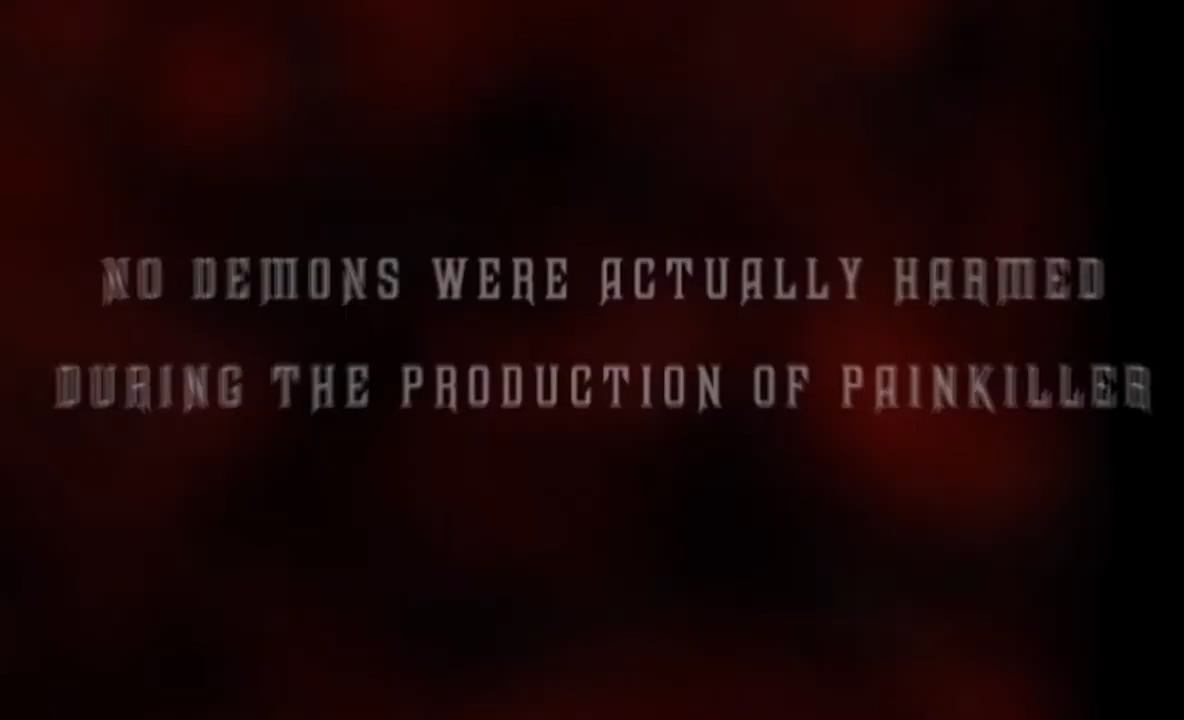 NO DEMONS WERE ACTUALLY HARMED
DURING THE PRODUCTION OF PAINKILLER